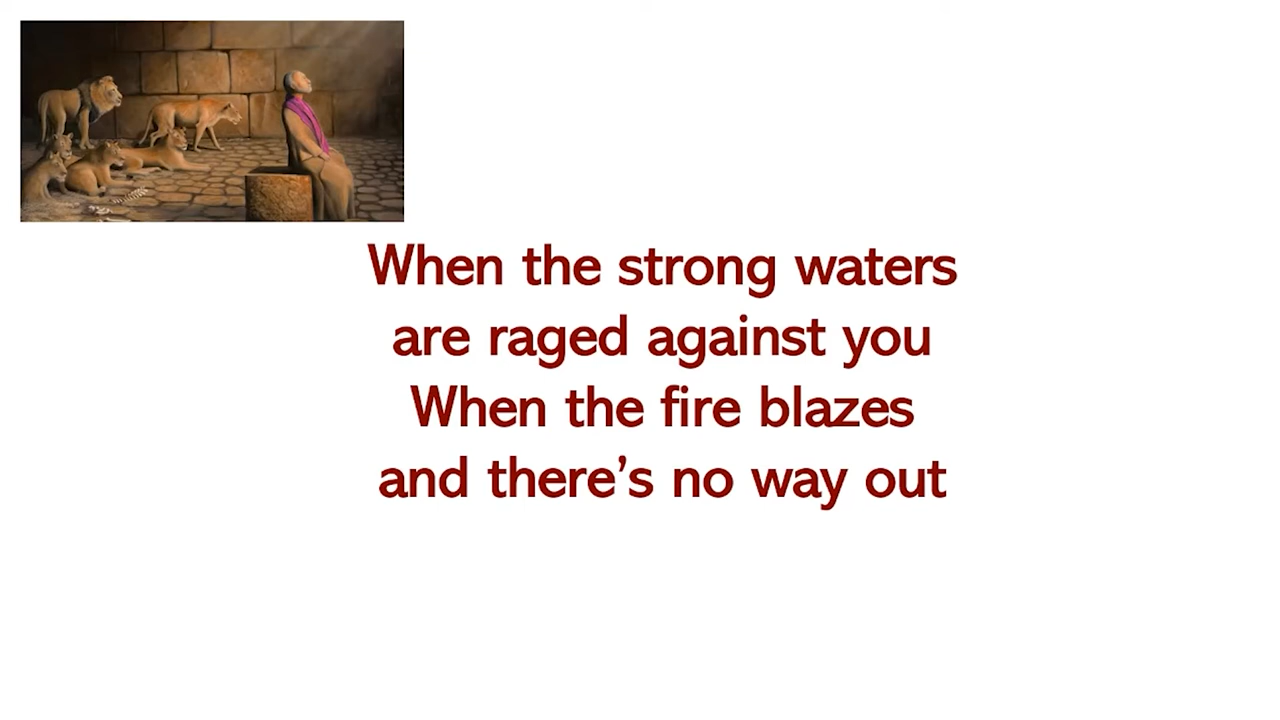 When the strong waters
are raged against you
When the fire blazes
and there’s no way out